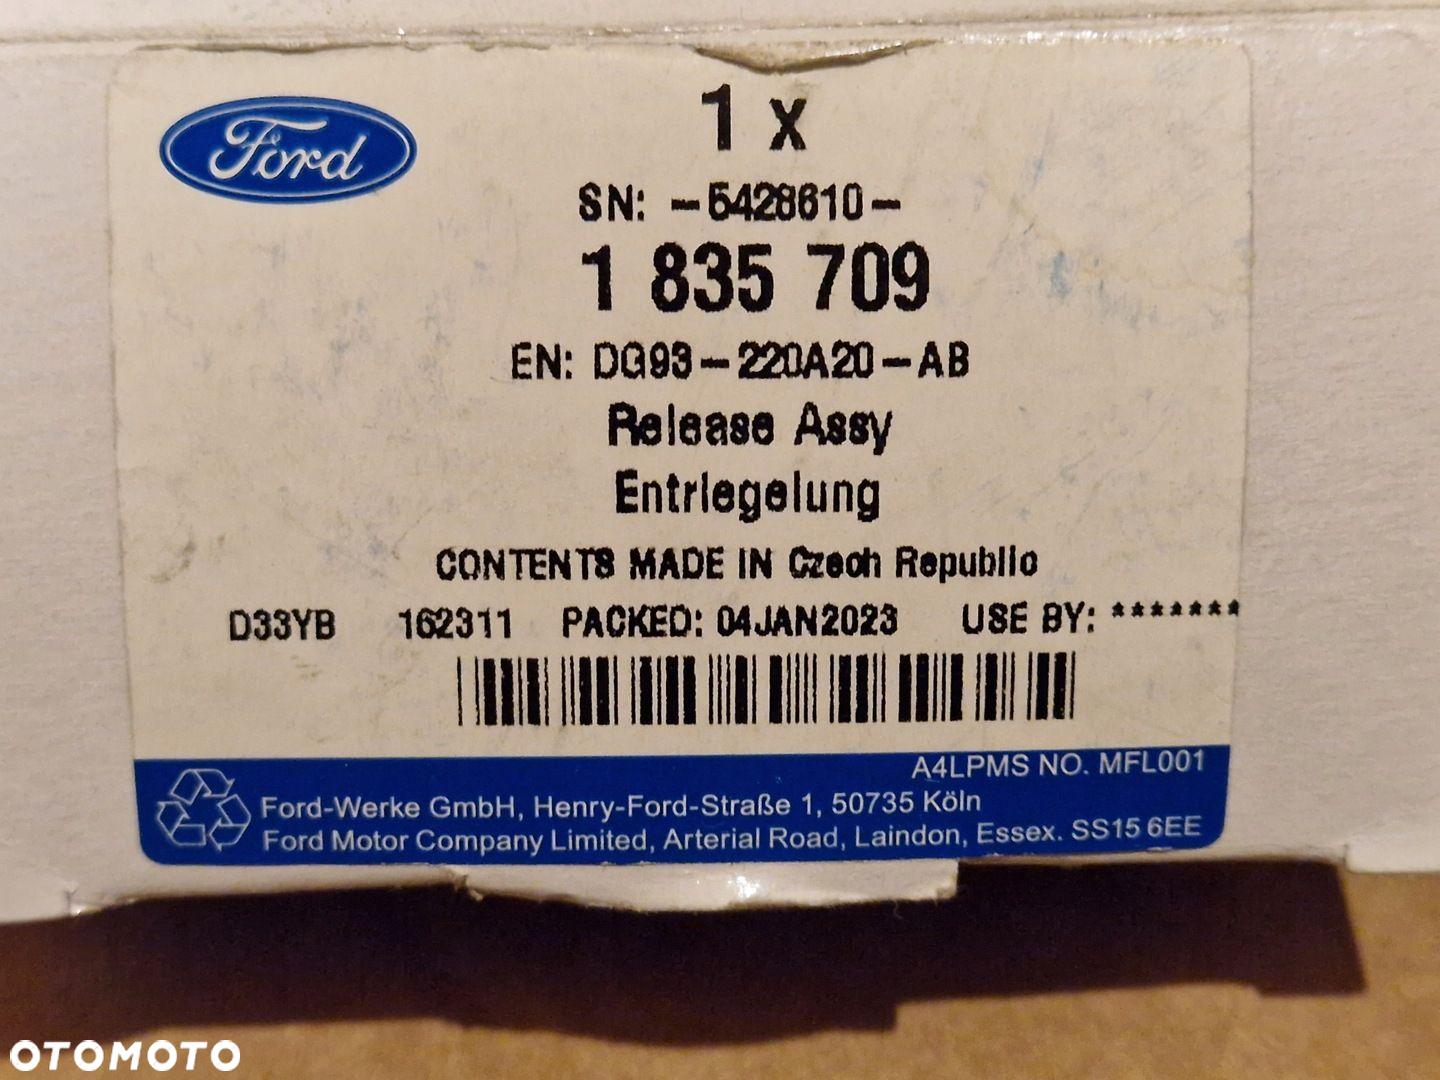 Ford
1 x
SN: -5428610-
1 835 709
EN: DG93-220A20-AB
Release Assy
Entriegelung
CONTENTS MADE IN Czech Republic
D33YB 162311 PACKED: 04JAN2023 USE BY: *******
A4LPMS NO. MFL001
Ford-Werke GmbH, Henry-Ford-Straße 1, 50735 Köln
Ford Motor Company Limited, Arterial Road, Laindon, Essex. SS15 6EE
OTOMOTO